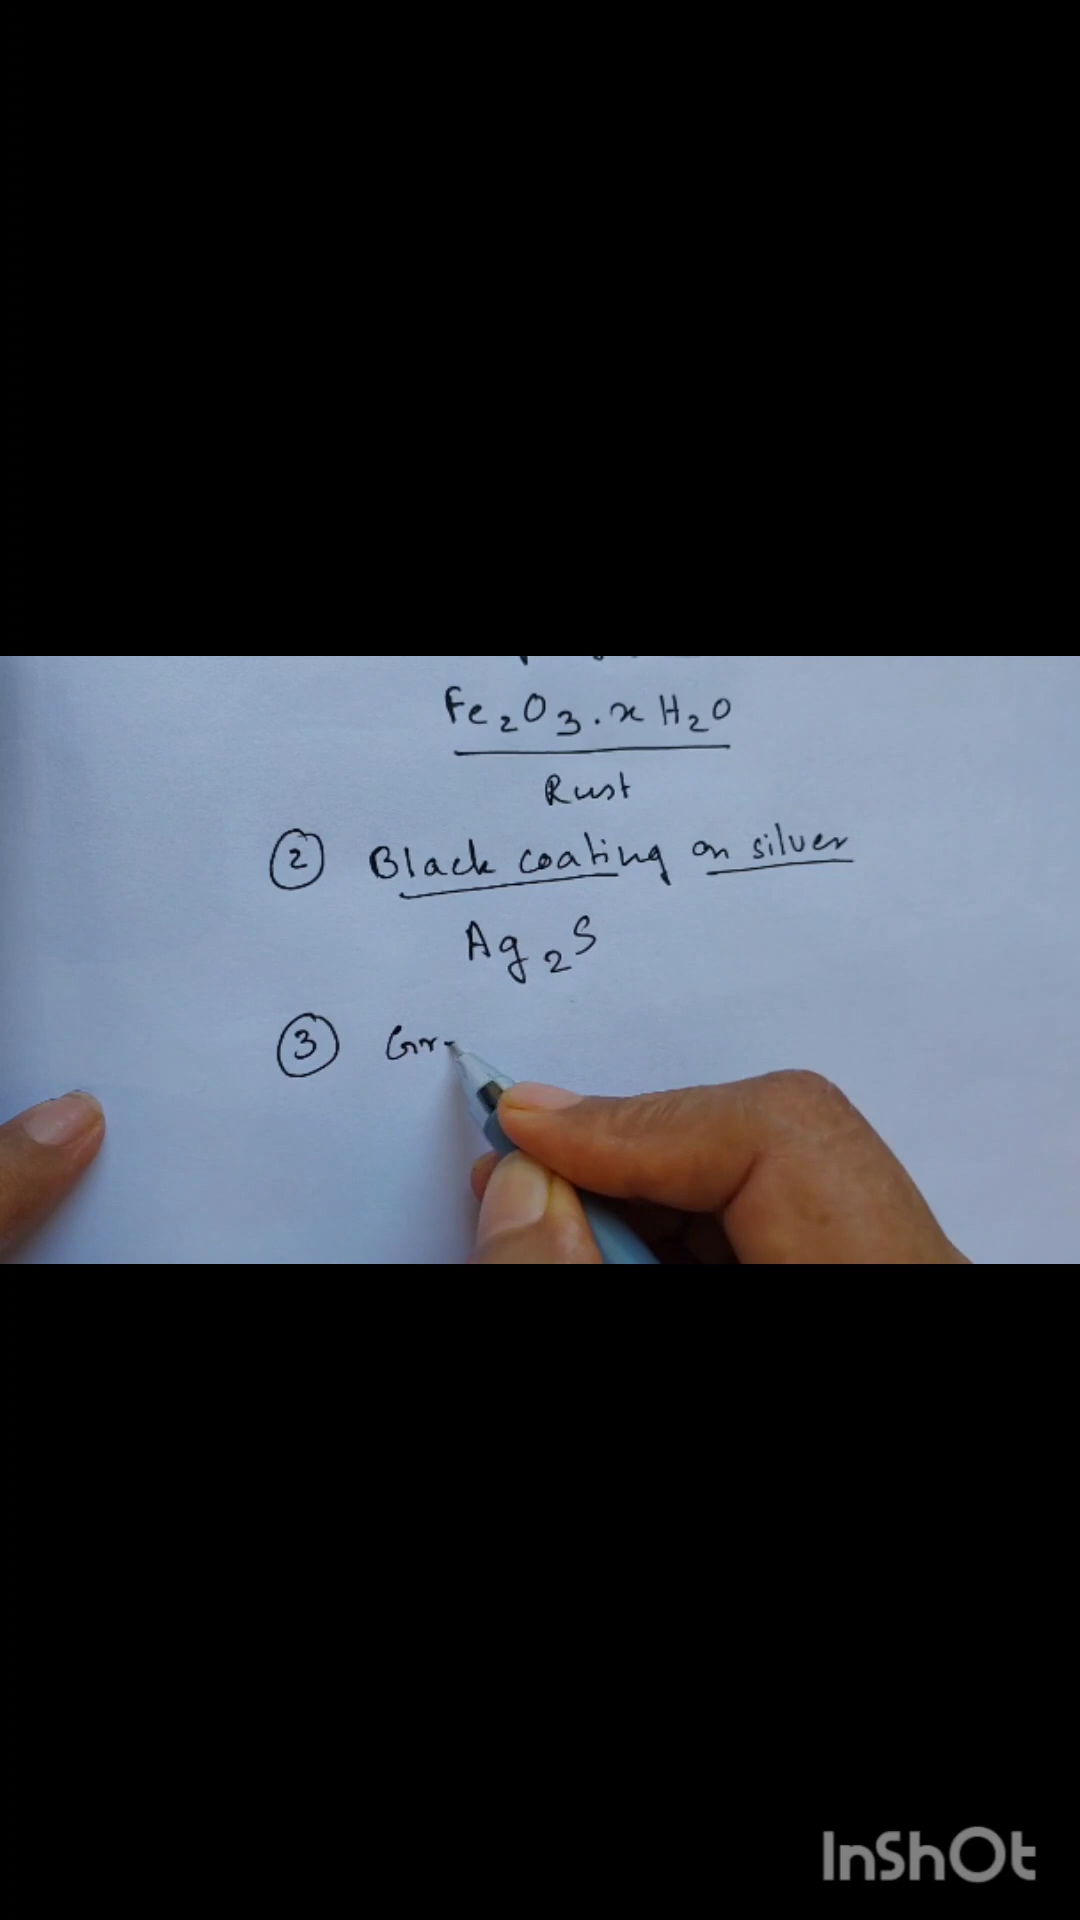 Fe₂O₃.xH₂O
Rust
② Black coating on silver
Ag₂S
③ Gr
InShOt